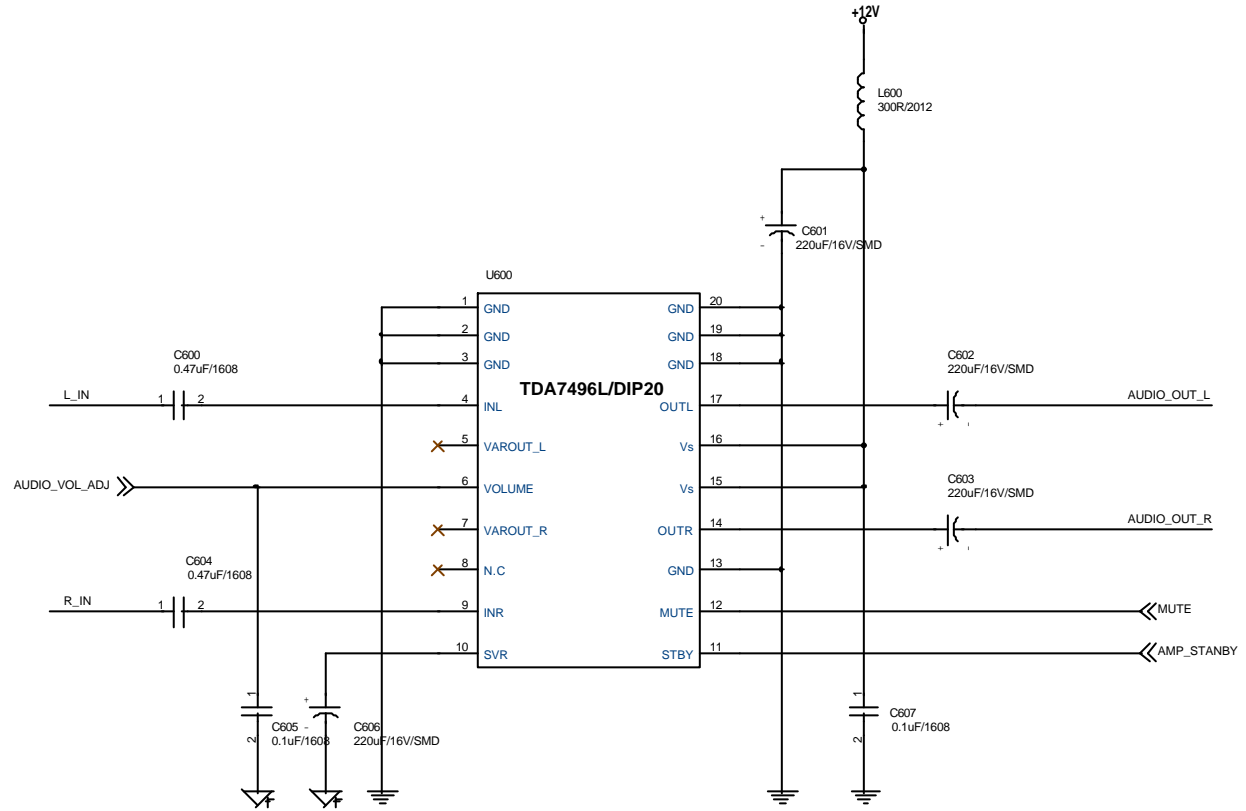 +12V
L600
300R/2012
+
-
C601
220uF/16V/SMD
U600
1 GND GND 20
2 GND GND 19
3 GND GND 18
TDA7496L/DIP20
C600
0.47uF/1608
C602
220uF/16V/SMD
L_IN 1 2 4 INL OUTL 17 AUDIO_OUT_L
+ -
5 VAROUT_L Vs 16
AUDIO_VOL_ADJ 6 VOLUME Vs 15
C603
220uF/16V/SMD
7 VAROUT_R OUTR 14 AUDIO_OUT_R
+ -
C604
0.47uF/1608
8 N.C GND 13
R_IN 1 2 9 INR MUTE 12 MUTE
10 SVR STBY 11 AMP_STANBY
1
2
C605
0.1uF/1608
+
-
C606
220uF/16V/SMD
1
2
C607
0.1uF/1608